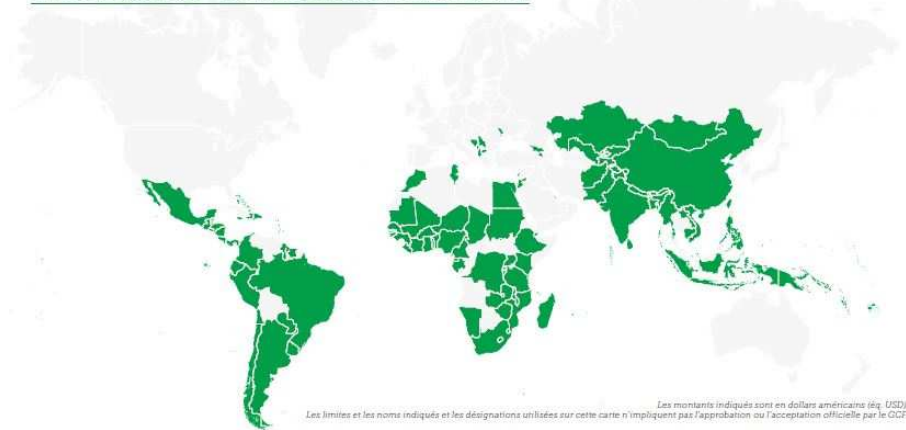 Les montants indiqués sont en dollars américains (éq. USD)
Les limites et les noms indiqués et les désignations utilisées sur cette carte n'impliquent pas l'approbation ou l'acceptation officielle par le GCF